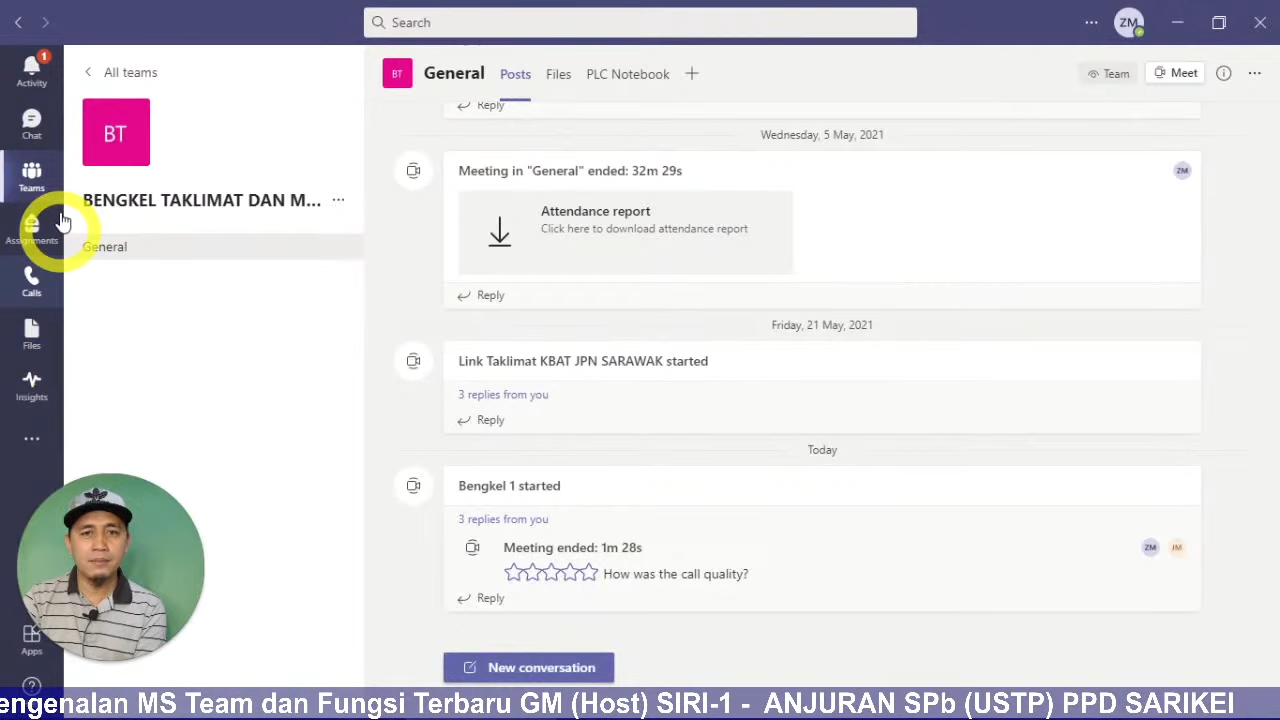 Search
ZM
Activity
1
Chat
Teams
Assignments
Calls
Files
Insights
Apps
All teams
BT
BENGKEL TAKLIMAT DAN M...
General
BT
General
Posts
Files
PLC Notebook
Team
Meet
Reply
Wednesday, 5 May, 2021
Meeting in "General" ended: 32m 29s
ZM
Attendance report
Click here to download attendance report
Reply
Friday, 21 May, 2021
Link Taklimat KBAT JPN SARAWAK started
3 replies from you
Reply
Today
Bengkel 1 started
3 replies from you
Meeting ended: 1m 28s
ZM
JM
How was the call quality?
Reply
New conversation
engenalan MS Team dan Fungsi Terbaru GM (Host) SIRI-1 - ANJURAN SPb (USTP) PPD SARIKEI